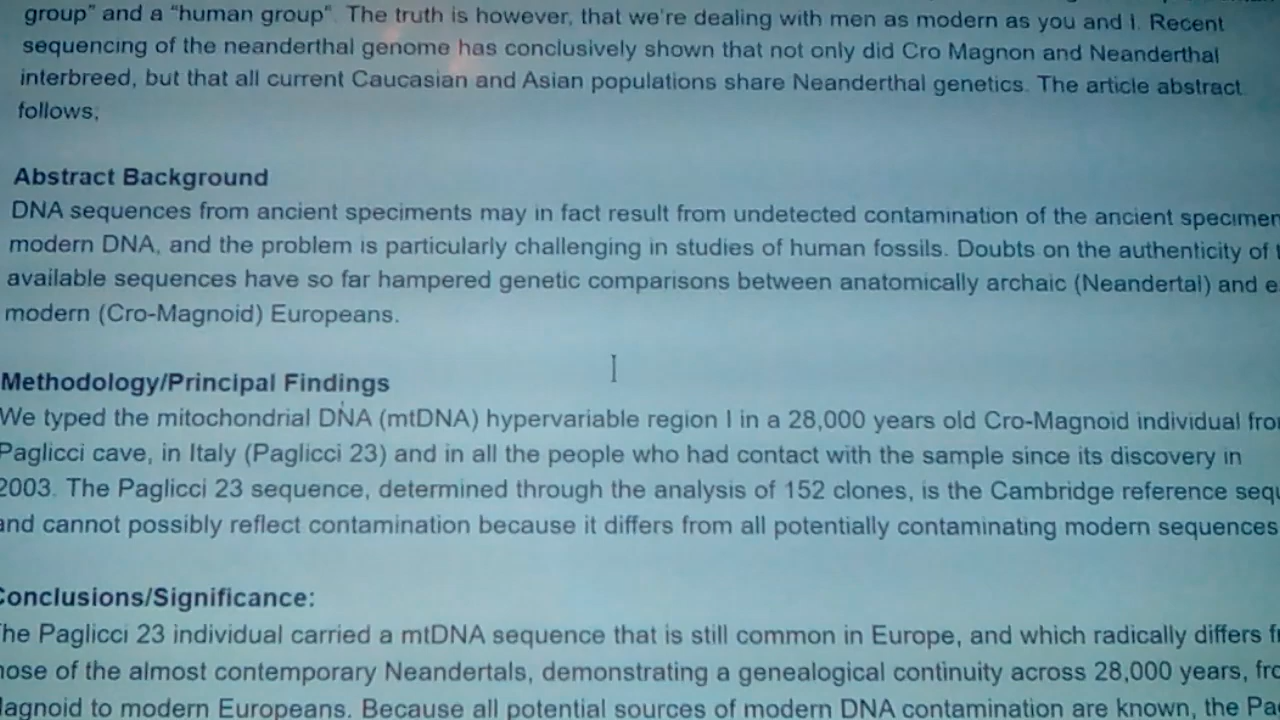 group" and a "human group". The truth is however, that we're dealing with men as modern as you and I. Recent
sequencing of the neanderthal genome has conclusively shown that not only did Cro Magnon and Neanderthal
interbreed, but that all current Caucasian and Asian populations share Neanderthal genetics. The article abstract
follows;
Abstract Background
DNA sequences from ancient speciments may in fact result from undetected contamination of the ancient specimen
modern DNA, and the problem is particularly challenging in studies of human fossils. Doubts on the authenticity of
available sequences have so far hampered genetic comparisons between anatomically archaic (Neandertal) and e
modern (Cro-Magnoid) Europeans.
Methodology/Principal Findings
We typed the mitochondrial DNA (mtDNA) hypervariable region I in a 28,000 years old Cro-Magnoid individual fro
Paglicci cave, in Italy (Paglicci 23) and in all the people who had contact with the sample since its discovery in
2003. The Paglicci 23 sequence, determined through the analysis of 152 clones, is the Cambridge reference sequ
and cannot possibly reflect contamination because it differs from all potentially contaminating modern sequences
Conclusions/Significance:
The Paglicci 23 individual carried a mtDNA sequence that is still common in Europe, and which radically differs f
hose of the almost contemporary Neandertals, demonstrating a genealogical continuity across 28,000 years, fro
Magnoid to modern Europeans. Because all potential sources of modern DNA contamination are known, the Pa